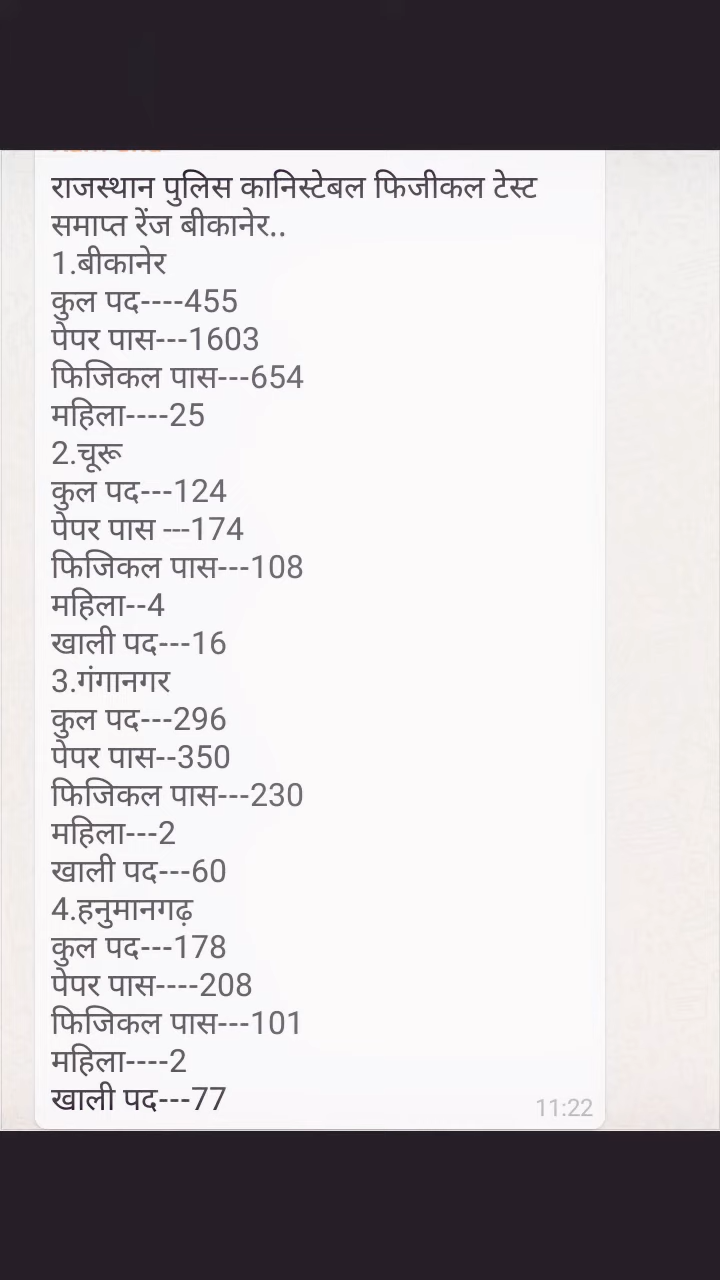 राजस्थान पुलिस कानिस्टेबल फिजीकल टेस्ट
समाप्त रेंज बीकानेर..
1.बीकानेर
कुल पद----455
पेपर पास---1603
फिजिकल पास---654
महिला----25
2.चूरू
कुल पद---124
पेपर पास ---174
फिजिकल पास---108
महिला--4
खाली पद---16
3.गंगानगर
कुल पद---296
पेपर पास--350
फिजिकल पास---230
महिला---2
खाली पद---60
4.हनुमानगढ़
कुल पद---178
पेपर पास----208
फिजिकल पास---101
महिला----2
खाली पद---77
11:22